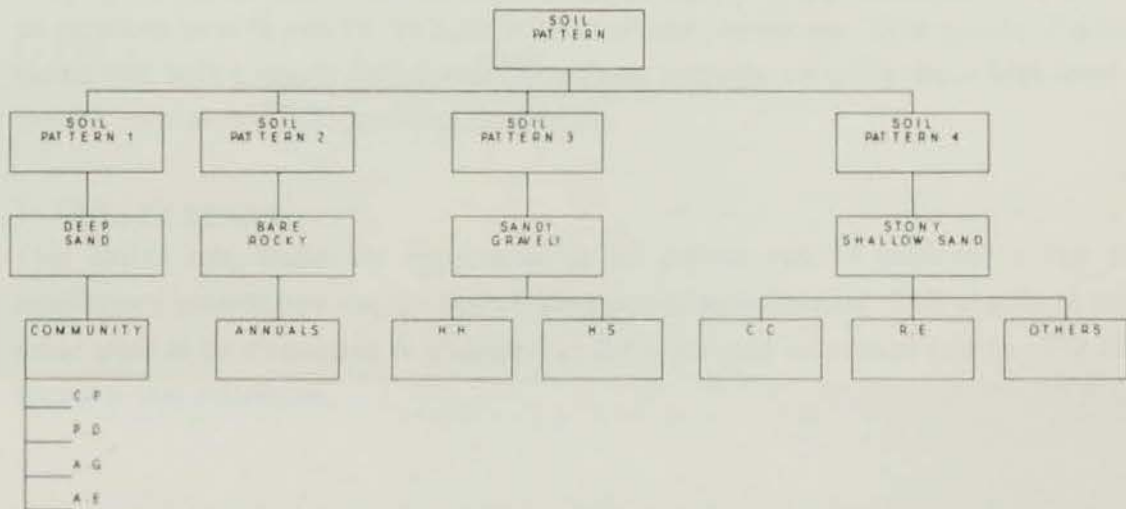 SOIL
PATTERN
SOIL
PATTERN 1
SOIL
PATTERN 2
SOIL
PATTERN 3
SOIL
PATTERN 4
DEEP
SAND
BARE
ROCKY
SANDY
GRAVELY
STONY
SHALLOW SAND
COMMUNITY
ANNUALS
H.H
H.S
C.C
R.E
OTHERS
C.P
P.D
A.G
A.E